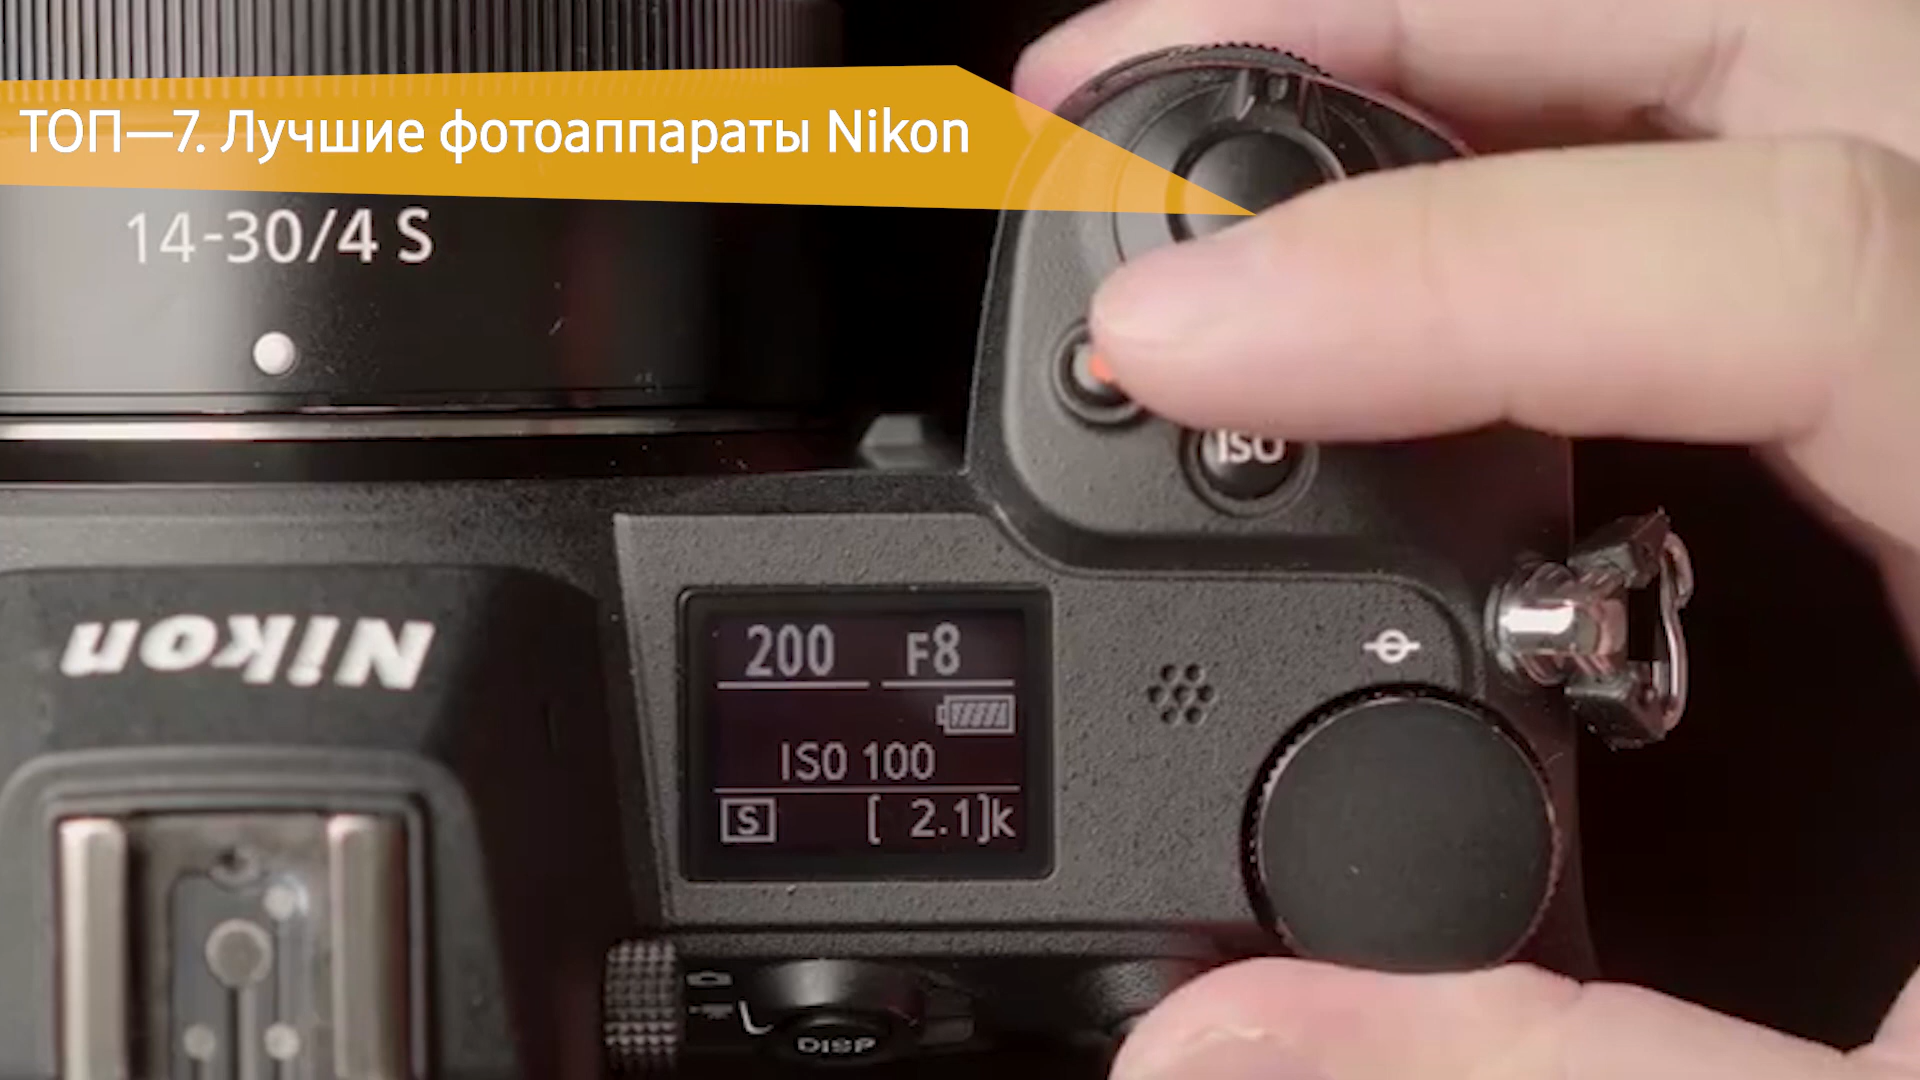 ТОП—7. Лучшие фотоаппараты Nikon
14-30/4 S
ISO
Nikon
200 F8
ISO 100
S [ 2.1]k
DISP